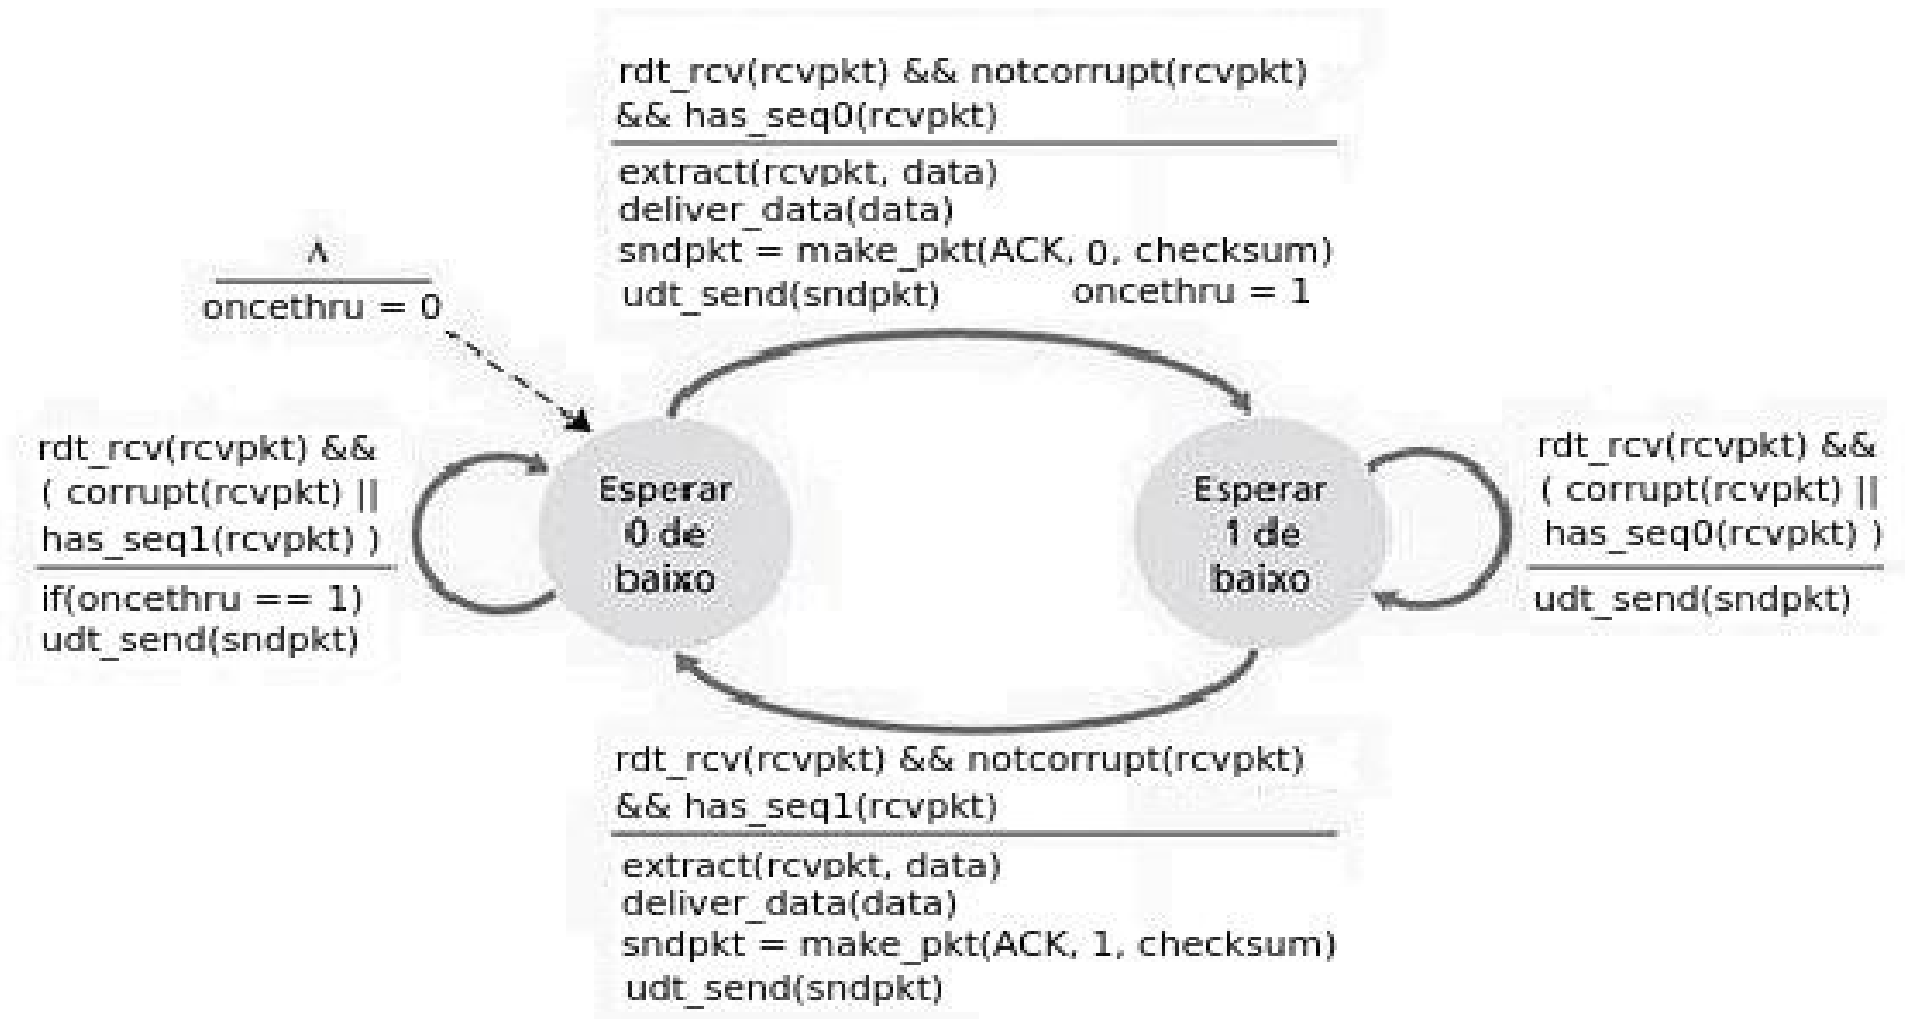 rdt_rcv(rcvpkt) && notcorrupt(rcvpkt)
&& has_seq0(rcvpkt)
extract(rcvpkt, data)
deliver_data(data)
sndpkt = make_pkt(ACK, 0, checksum)
udt_send(sndpkt) oncethru = 1
Λ
oncethru = 0
rdt_rcv(rcvpkt) &&
( corrupt(rcvpkt) ||
has_seq1(rcvpkt) )
if(oncethru == 1)
udt_send(sndpkt)
Esperar
0 de
baixo
Esperar
1 de
baixo
rdt_rcv(rcvpkt) &&
( corrupt(rcvpkt) ||
has_seq0(rcvpkt) )
udt_send(sndpkt)
rdt_rcv(rcvpkt) && notcorrupt(rcvpkt)
&& has_seq1(rcvpkt)
extract(rcvpkt, data)
deliver_data(data)
sndpkt = make_pkt(ACK, 1, checksum)
udt_send(sndpkt)